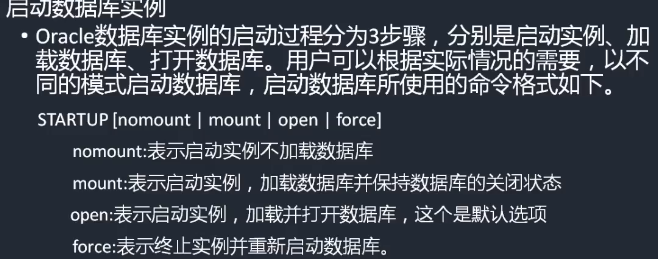 启动数据库实例
• Oracle数据库实例的启动过程分为3步骤，分别是启动实例、加
载数据库、打开数据库。用户可以根据实际情况的需要，以不
同的模式启动数据库，启动数据库所使用的命令格式如下。
STARTUP [nomount | mount | open | force]
nomount:表示启动实例不加载数据库
mount:表示启动实例，加载数据库并保持数据库的关闭状态
open:表示启动实例，加载并打开数据库，这个是默认选项
force:表示终止实例并重新启动数据库。